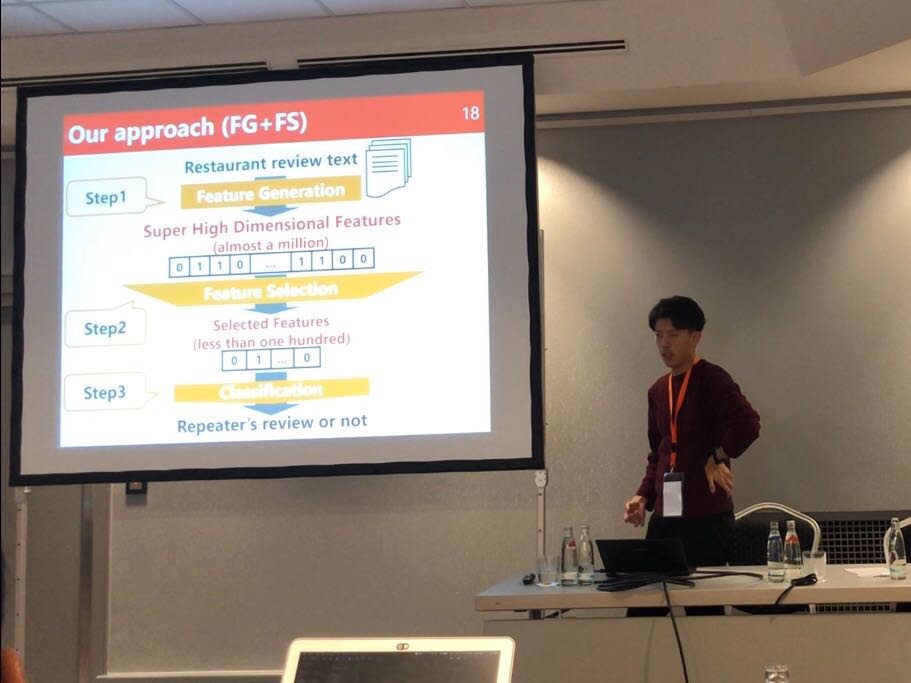 Our approach (FG+FS)
18
Restaurant review text
Step1
Feature Generation
Super High Dimensional Features
(almost a million)
0 1 1 0 ... 1 1 0 0
Feature Selection
Step2
Selected Features
(less than one hundred)
0 1 ... 0
Step3
Classification
Repeater's review or not